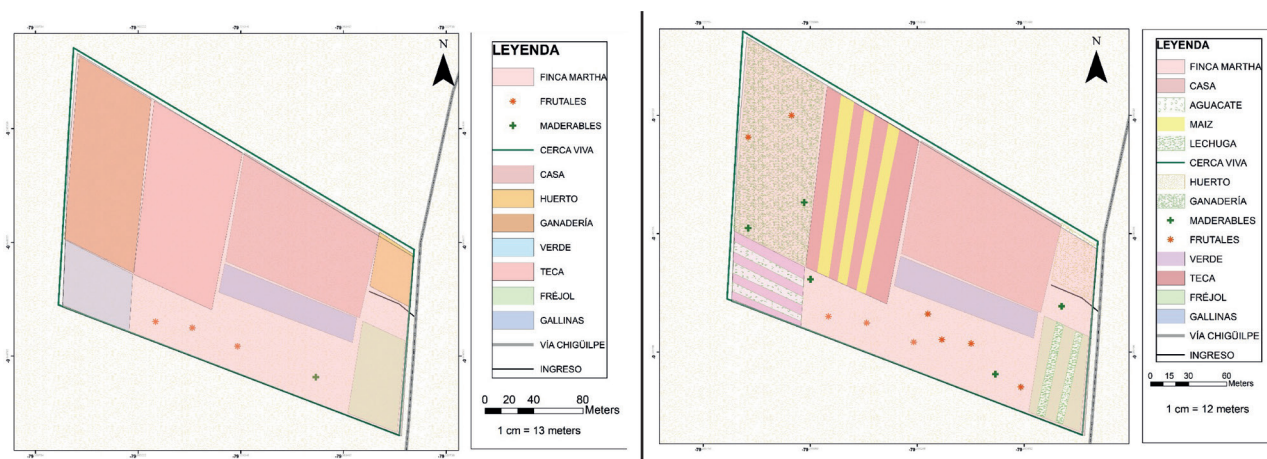 N
LEYENDA
FINCA MARTHA
FRUTALES
MADERABLES
CERCA VIVA
CASA
HUERTO
GANADERÍA
VERDE
TECA
FRÉJOL
GALLINAS
VÍA CHIGÜILPE
INGRESO
0 20 40 80
Meters
1 cm = 13 meters
N
LEYENDA
FINCA MARTHA
CASA
AGUACATE
MAIZ
LECHUGA
CERCA VIVA
HUERTO
GANADERÍA
MADERABLES
FRUTALES
VERDE
TECA
FRÉJOL
GALLINAS
VÍA CHIGÜILPE
INGRESO
0 15 30 60
Meters
1 cm = 12 meters